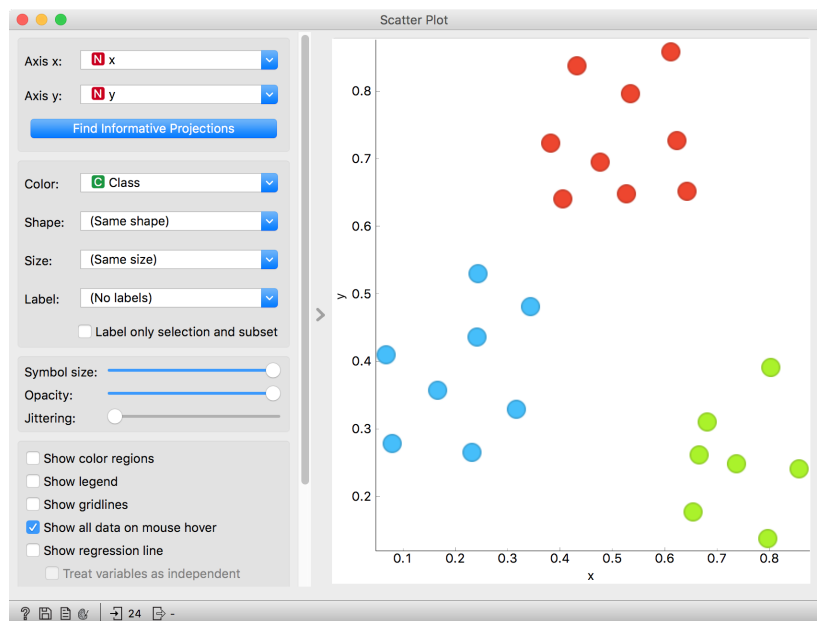 Scatter Plot
Axis x: N x
Axis y: N y
Find Informative Projections
Color: C Class
Shape: (Same shape)
Size: (Same size)
Label: (No labels)
Label only selection and subset
Symbol size:
Opacity:
Jittering:
Show color regions
Show legend
Show gridlines
Show all data on mouse hover
Show regression line
Treat variables as independent
y
0.8
0.7
0.6
0.5
0.4
0.3
0.2
0.1 0.2 0.3 0.4 0.5 0.6 0.7 0.8
x
? 24 -